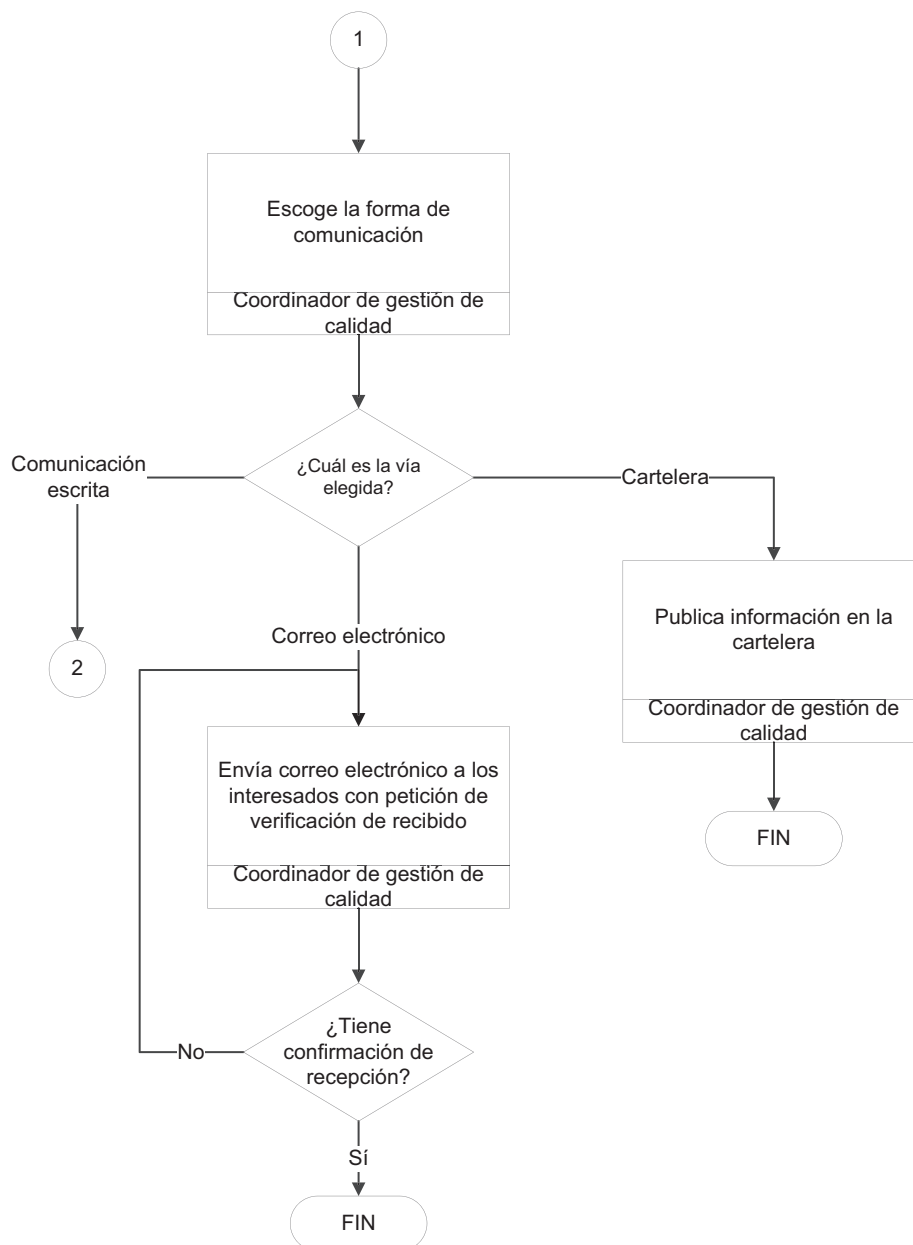 1
Escoge la forma de
comunicación
Coordinador de gestión de
calidad
¿Cuál es la vía
elegida?
Comunicación
escrita
Cartelera
2
Correo electrónico
Publica información en la
cartelera
Coordinador de gestión de
calidad
FIN
Envía correo electrónico a los
interesados con petición de
verificación de recibido
Coordinador de gestión de
calidad
¿Tiene
confirmación de
recepción?
No
Sí
FIN